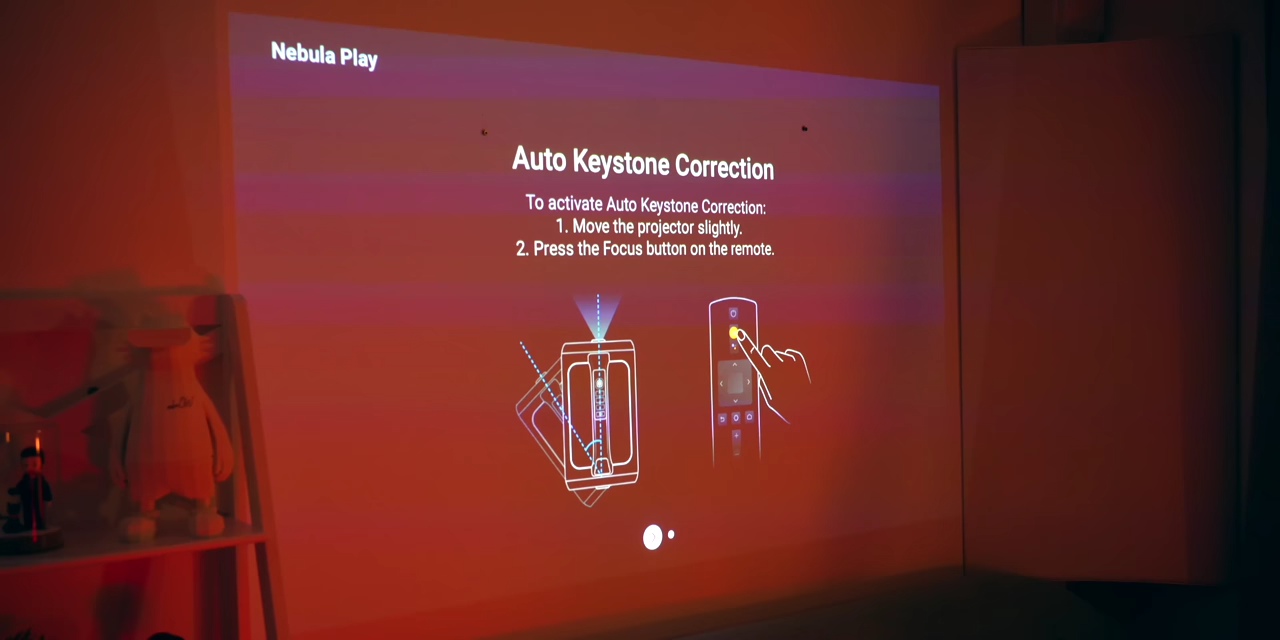 Nebula Play
Auto Keystone Correction
To activate Auto Keystone Correction:
1. Move the projector slightly.
2. Press the Focus button on the remote.